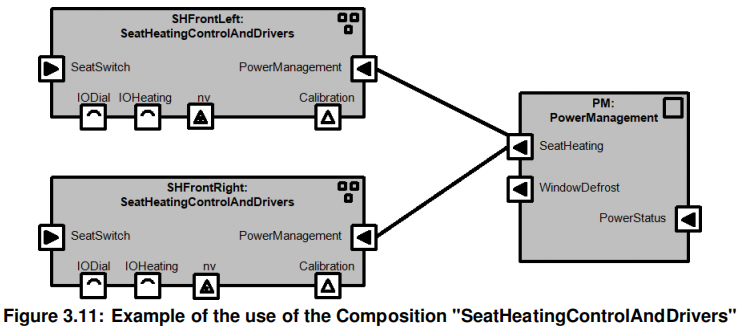 SHFrontLeft:
SeatHeatingControlAndDrivers
SeatSwitch PowerManagement
IODial IOHeating nv Calibration
PM:
PowerManagement
SeatHeating
WindowDefrost
PowerStatus
SHFrontRight:
SeatHeatingControlAndDrivers
SeatSwitch PowerManagement
IODial IOHeating nv Calibration
Figure 3.11: Example of the use of the Composition "SeatHeatingControlAndDrivers"